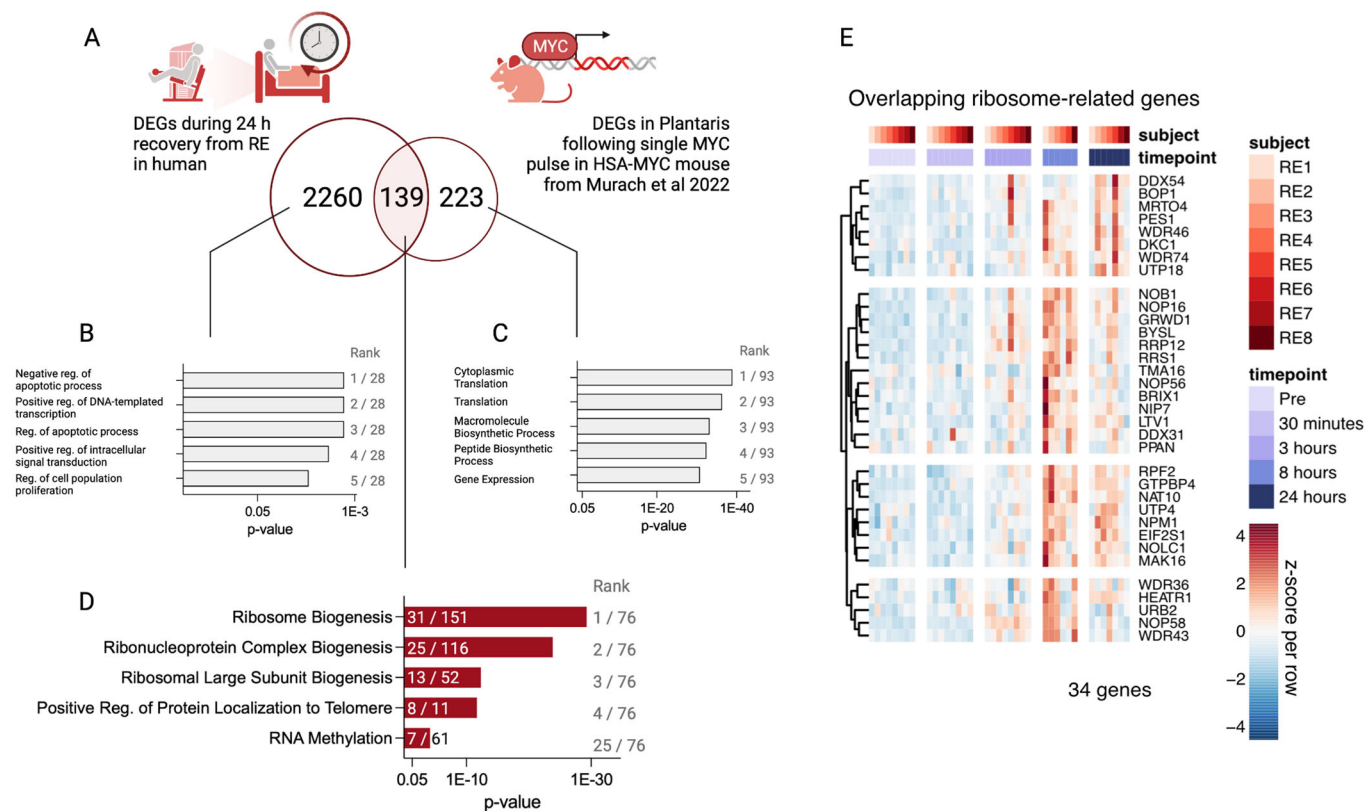 A
MYC
DEGs during 24 h
recovery from RE
in human
DEGs in Plantaris
following single MYC
pulse in HSA-MYC mouse
from Murach et al 2022
2260
139
223
B
Rank
Negative reg. of
apoptotic process
1 / 28
Positive reg. of DNA-templated
transcription
2 / 28
Reg. of apoptotic process
3 / 28
Positive reg. of intracellular
signal transduction
4 / 28
Reg. of cell population
proliferation
5 / 28
0.05
1E-3
p-value
C
Rank
Cytoplasmic
Translation
1 / 93
Translation
2 / 93
Macromolecule
Biosynthetic Process
3 / 93
Peptide Biosynthetic
Process
4 / 93
Gene Expression
5 / 93
0.05
1E-20
1E-40
p-value
D
Rank
Ribosome Biogenesis
31 / 151
1 / 76
Ribonucleoprotein Complex Biogenesis
25 / 116
2 / 76
Ribosomal Large Subunit Biogenesis
13 / 52
3 / 76
Positive Reg. of Protein Localization to Telomere
8 / 11
4 / 76
RNA Methylation
7 / 61
25 / 76
0.05
1E-10
1E-30
p-value
E
Overlapping ribosome-related genes
subject
timepoint
DDX54
BOP1
MRTO4
PES1
WDR46
DKC1
WDR74
UTP18
NOB1
NOP16
GRWD1
BYSL
RRP12
RRS1
TMA16
NOP56
BRIX1
NIP7
LTV1
DDX31
PPAN
RPF2
GTPBP4
NAT10
UTP4
NPM1
EIF2S1
NOLC1
MAK16
WDR36
HEATR1
URB2
NOP58
WDR43
34 genes
subject
RE1
RE2
RE3
RE4
RE5
RE6
RE7
RE8
timepoint
Pre
30 minutes
3 hours
8 hours
24 hours
4
2
0
−2
−4
z-score per row